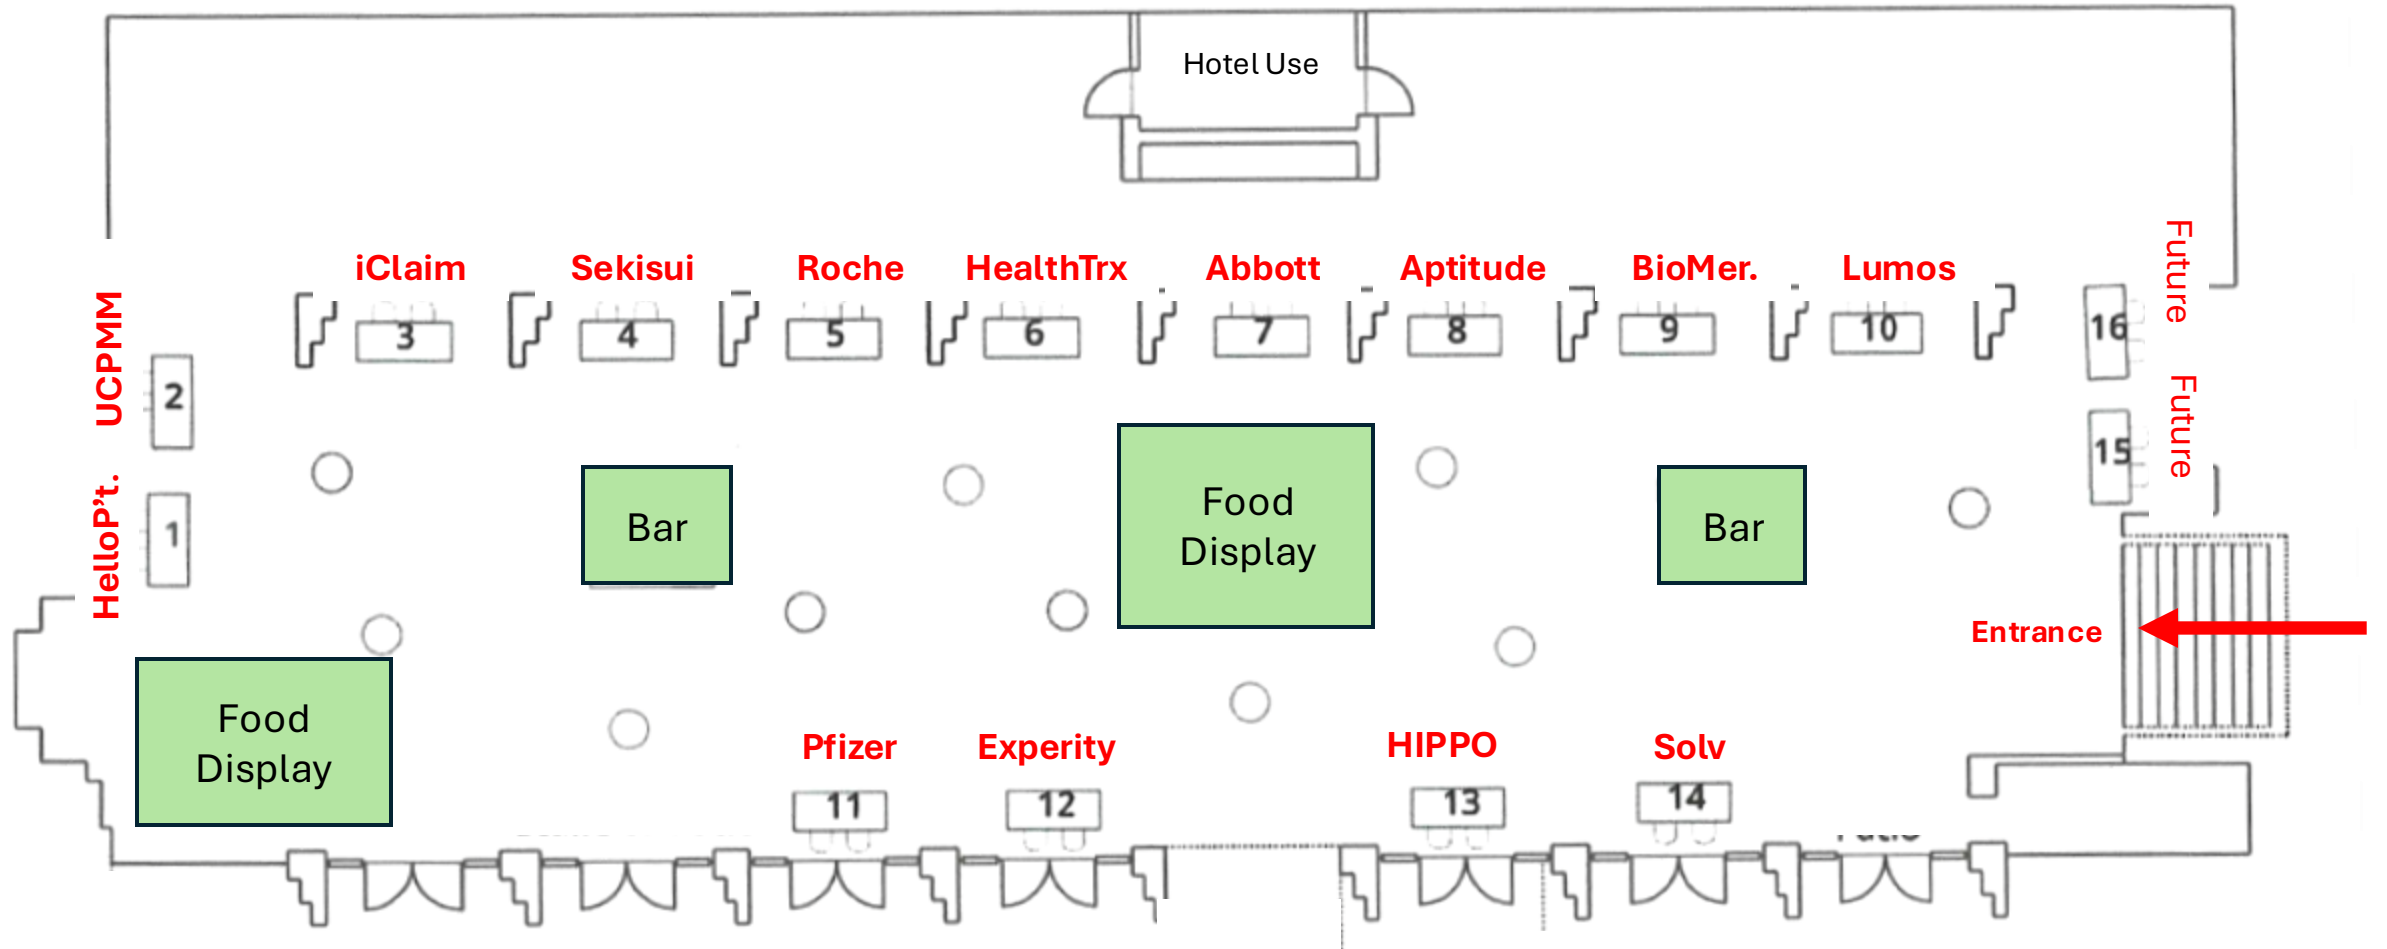 Hotel Use
iClaim
Sekisui
Roche
HealthTrx
Abbott
Aptitude
BioMer.
Lumos
Future
UCPMM
3
4
5
6
7
8
9
10
16
2
Future
15
HelloP't.
1
Bar
Food
Display
Bar
Entrance
Food
Display
Pfizer
Experity
HIPPO
Solv
11
12
13
14